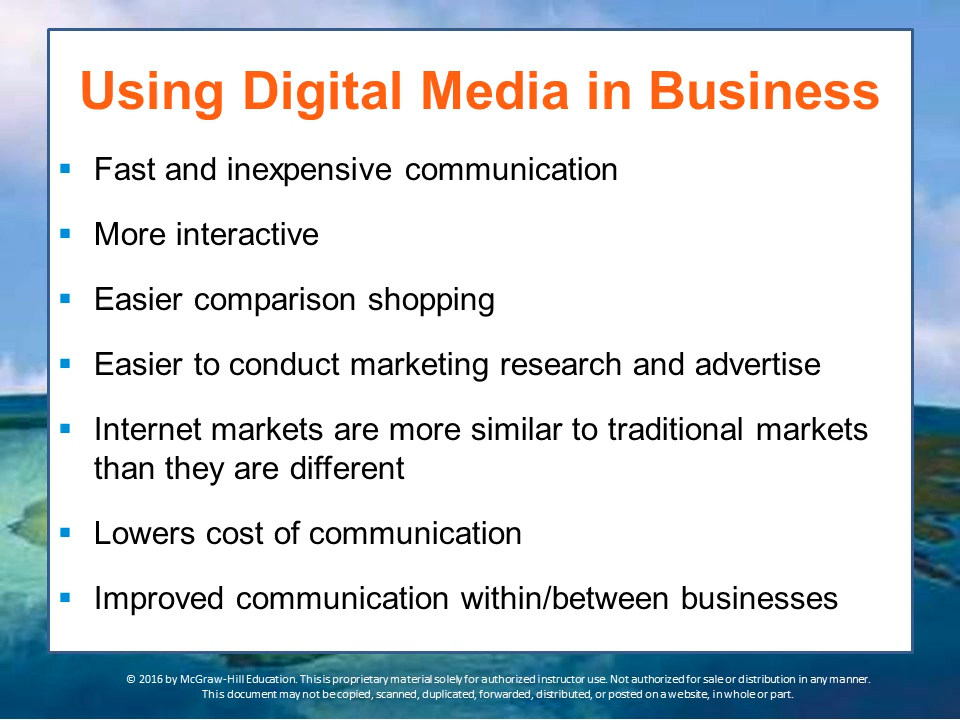 Using Digital Media in Business
▪ Fast and inexpensive communication
▪ More interactive
▪ Easier comparison shopping
▪ Easier to conduct marketing research and advertise
▪ Internet markets are more similar to traditional markets
than they are different
▪ Lowers cost of communication
▪ Improved communication within/between businesses
© 2016 by McGraw-Hill Education. This is proprietary material solely for authorized instructor use. Not authorized for sale or distribution in any manner.
This document may not be copied, scanned, duplicated, forwarded, distributed, or posted on a website, in whole or part.